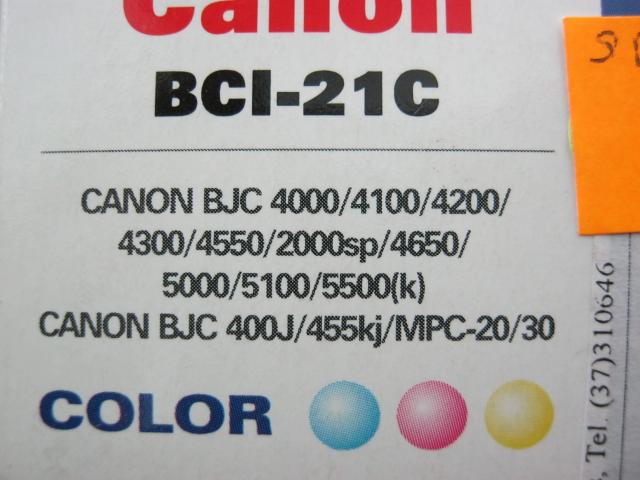 Canon
BCI-21C
CANON BJC 4000/4100/4200/
4300/4550/2000sp/4650/
5000/5100/5500(k)
CANON BJC 400J/455kj/MPC-20/30
COLOR
Tel. (37)310646